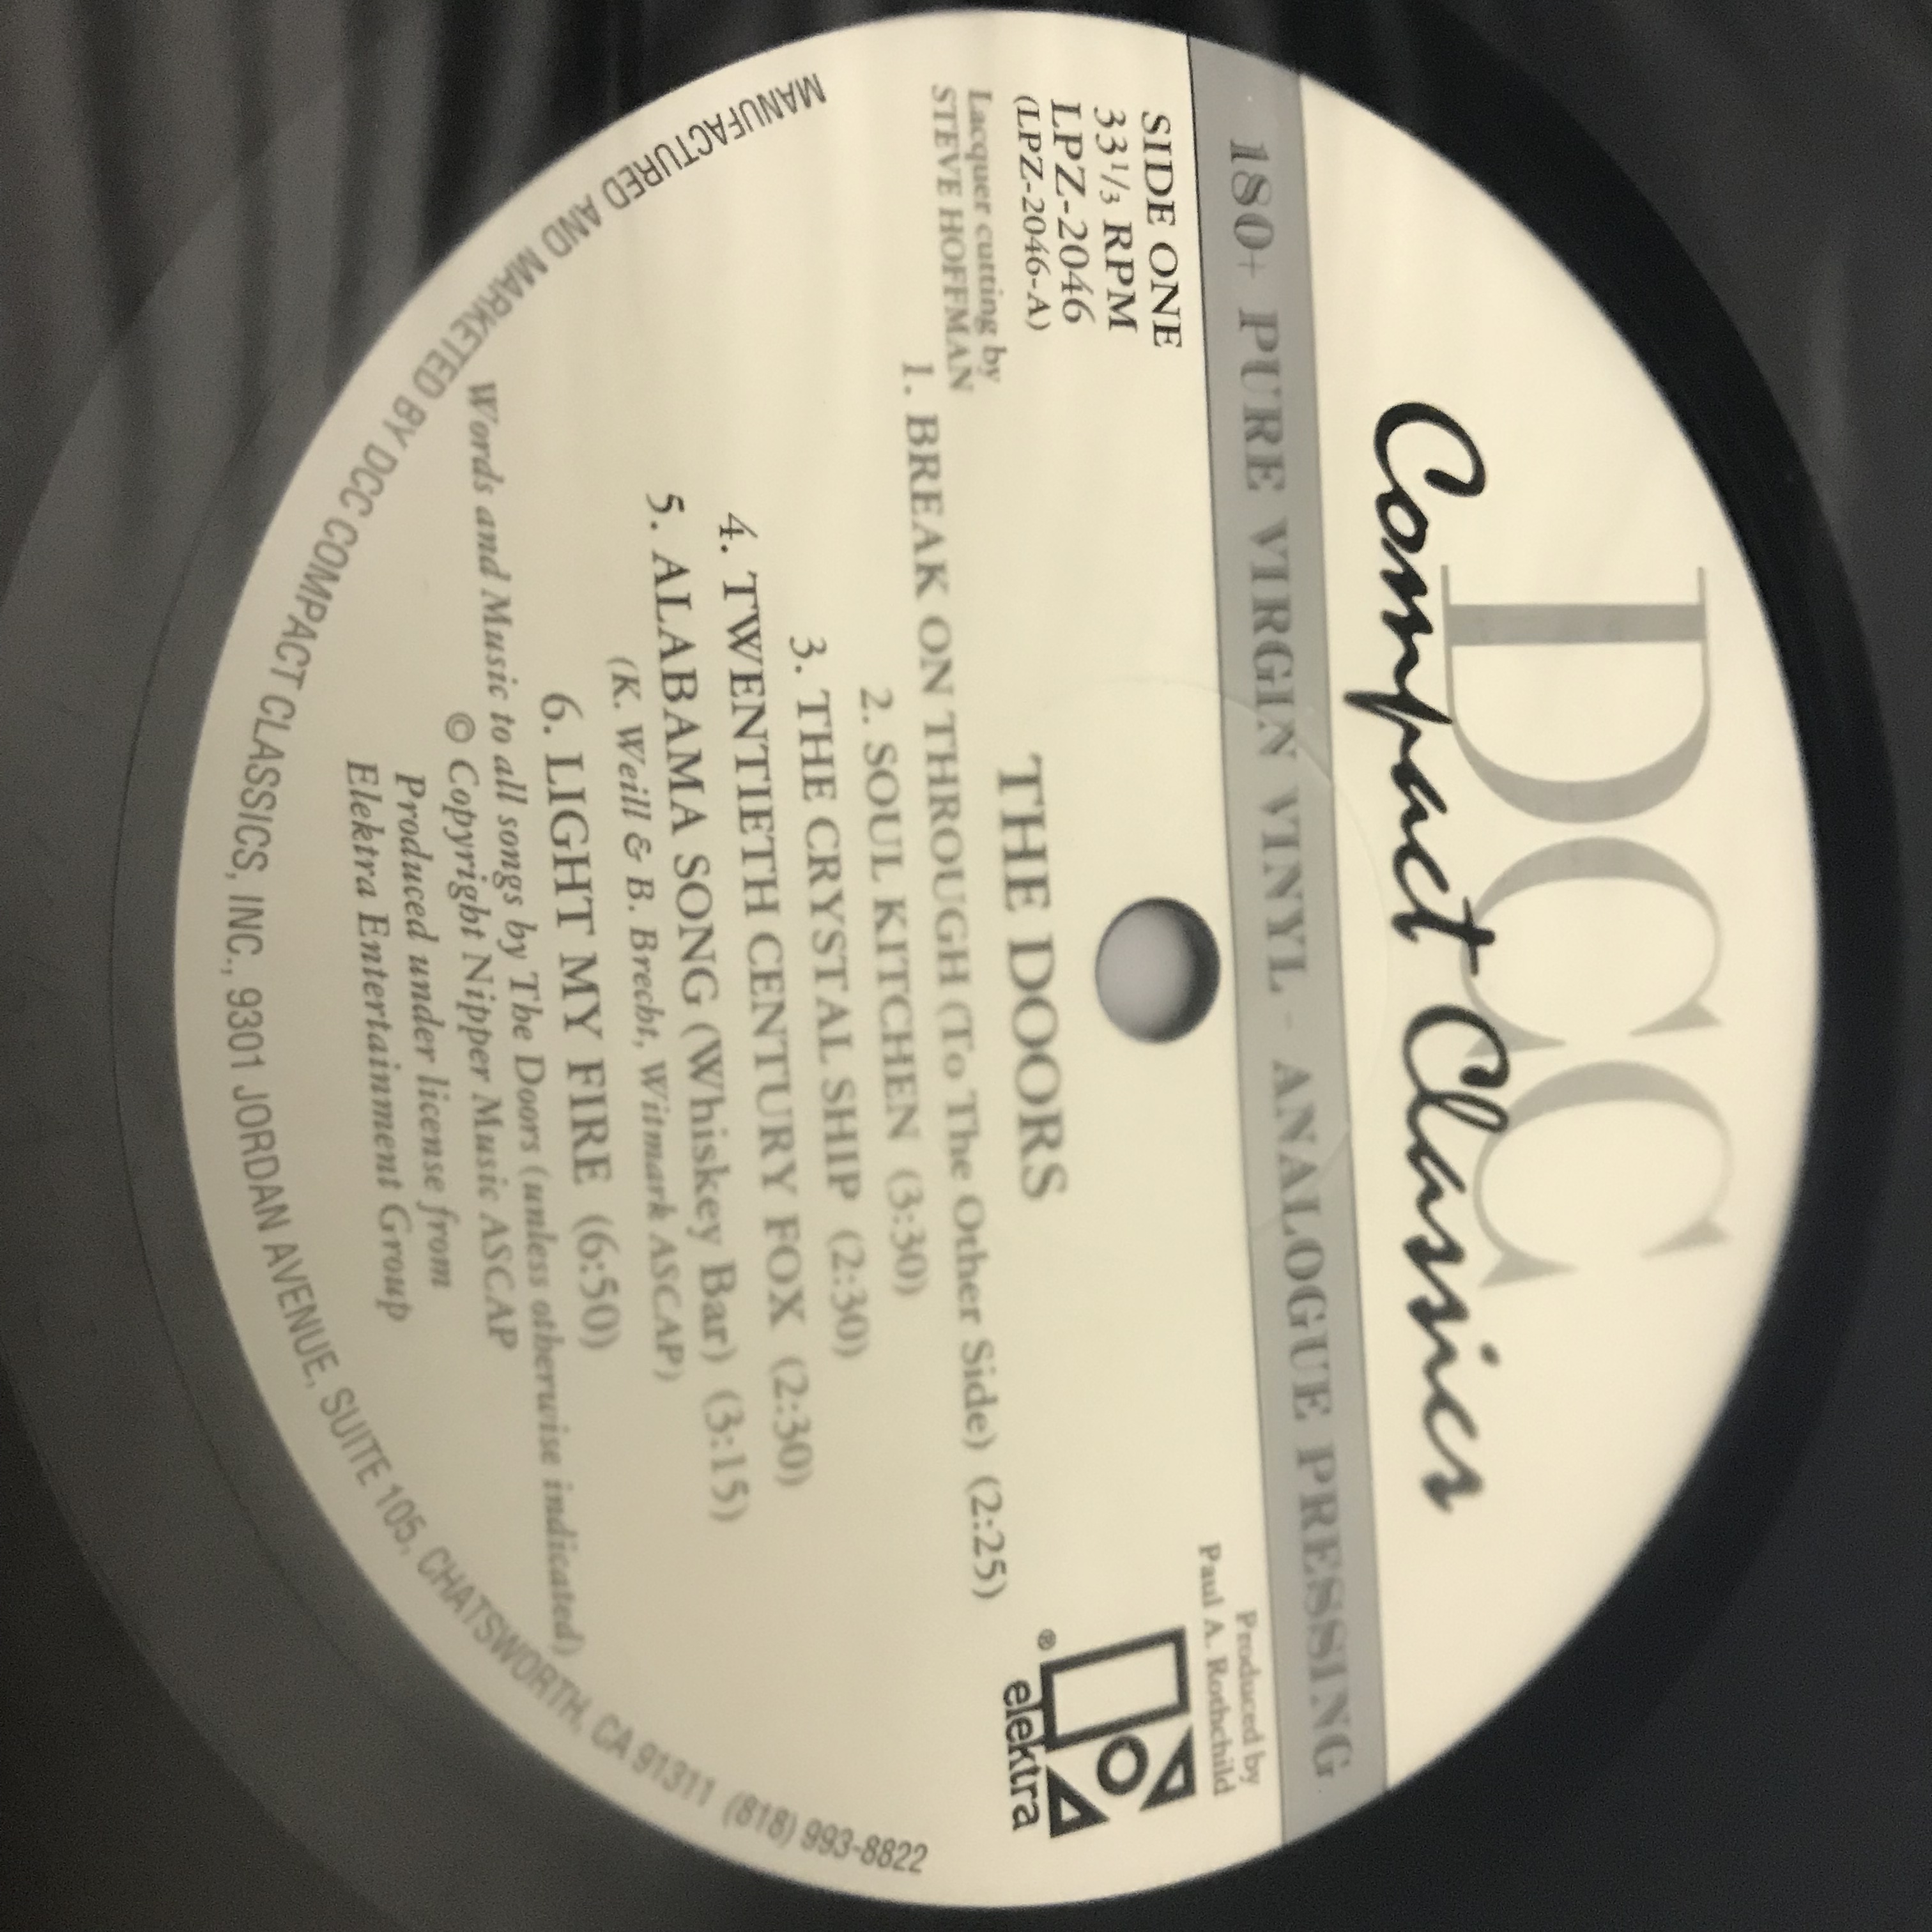 DCC
Compact Classics
180+ PURE VIRGIN VINYL - ANALOGUE PRESSING
SIDE ONE
33 1/3 RPM
LPZ-2046
(LPZ-2046-A)
Lacquer cutting by
STEVE HOFFMAN
Produced by
Paul A. Rothchild
® elektra
THE DOORS
1. BREAK ON THROUGH (To The Other Side) (2:25)
2. SOUL KITCHEN (3:30)
3. THE CRYSTAL SHIP (2:30)
4. TWENTIETH CENTURY FOX (2:30)
5. ALABAMA SONG (Whiskey Bar) (3:15)
(K. Weill & B. Brecht, Witmark ASCAP)
6. LIGHT MY FIRE (6:50)
Words and Music to all songs by The Doors (unless otherwise indicated)
© Copyright Nipper Music ASCAP
Produced under license from
Elektra Entertainment Group
MANUFACTURED AND MARKETED BY DCC COMPACT CLASSICS, INC., 9301 JORDAN AVENUE, SUITE 105, CHATSWORTH, CA 91311 (818) 993-8822